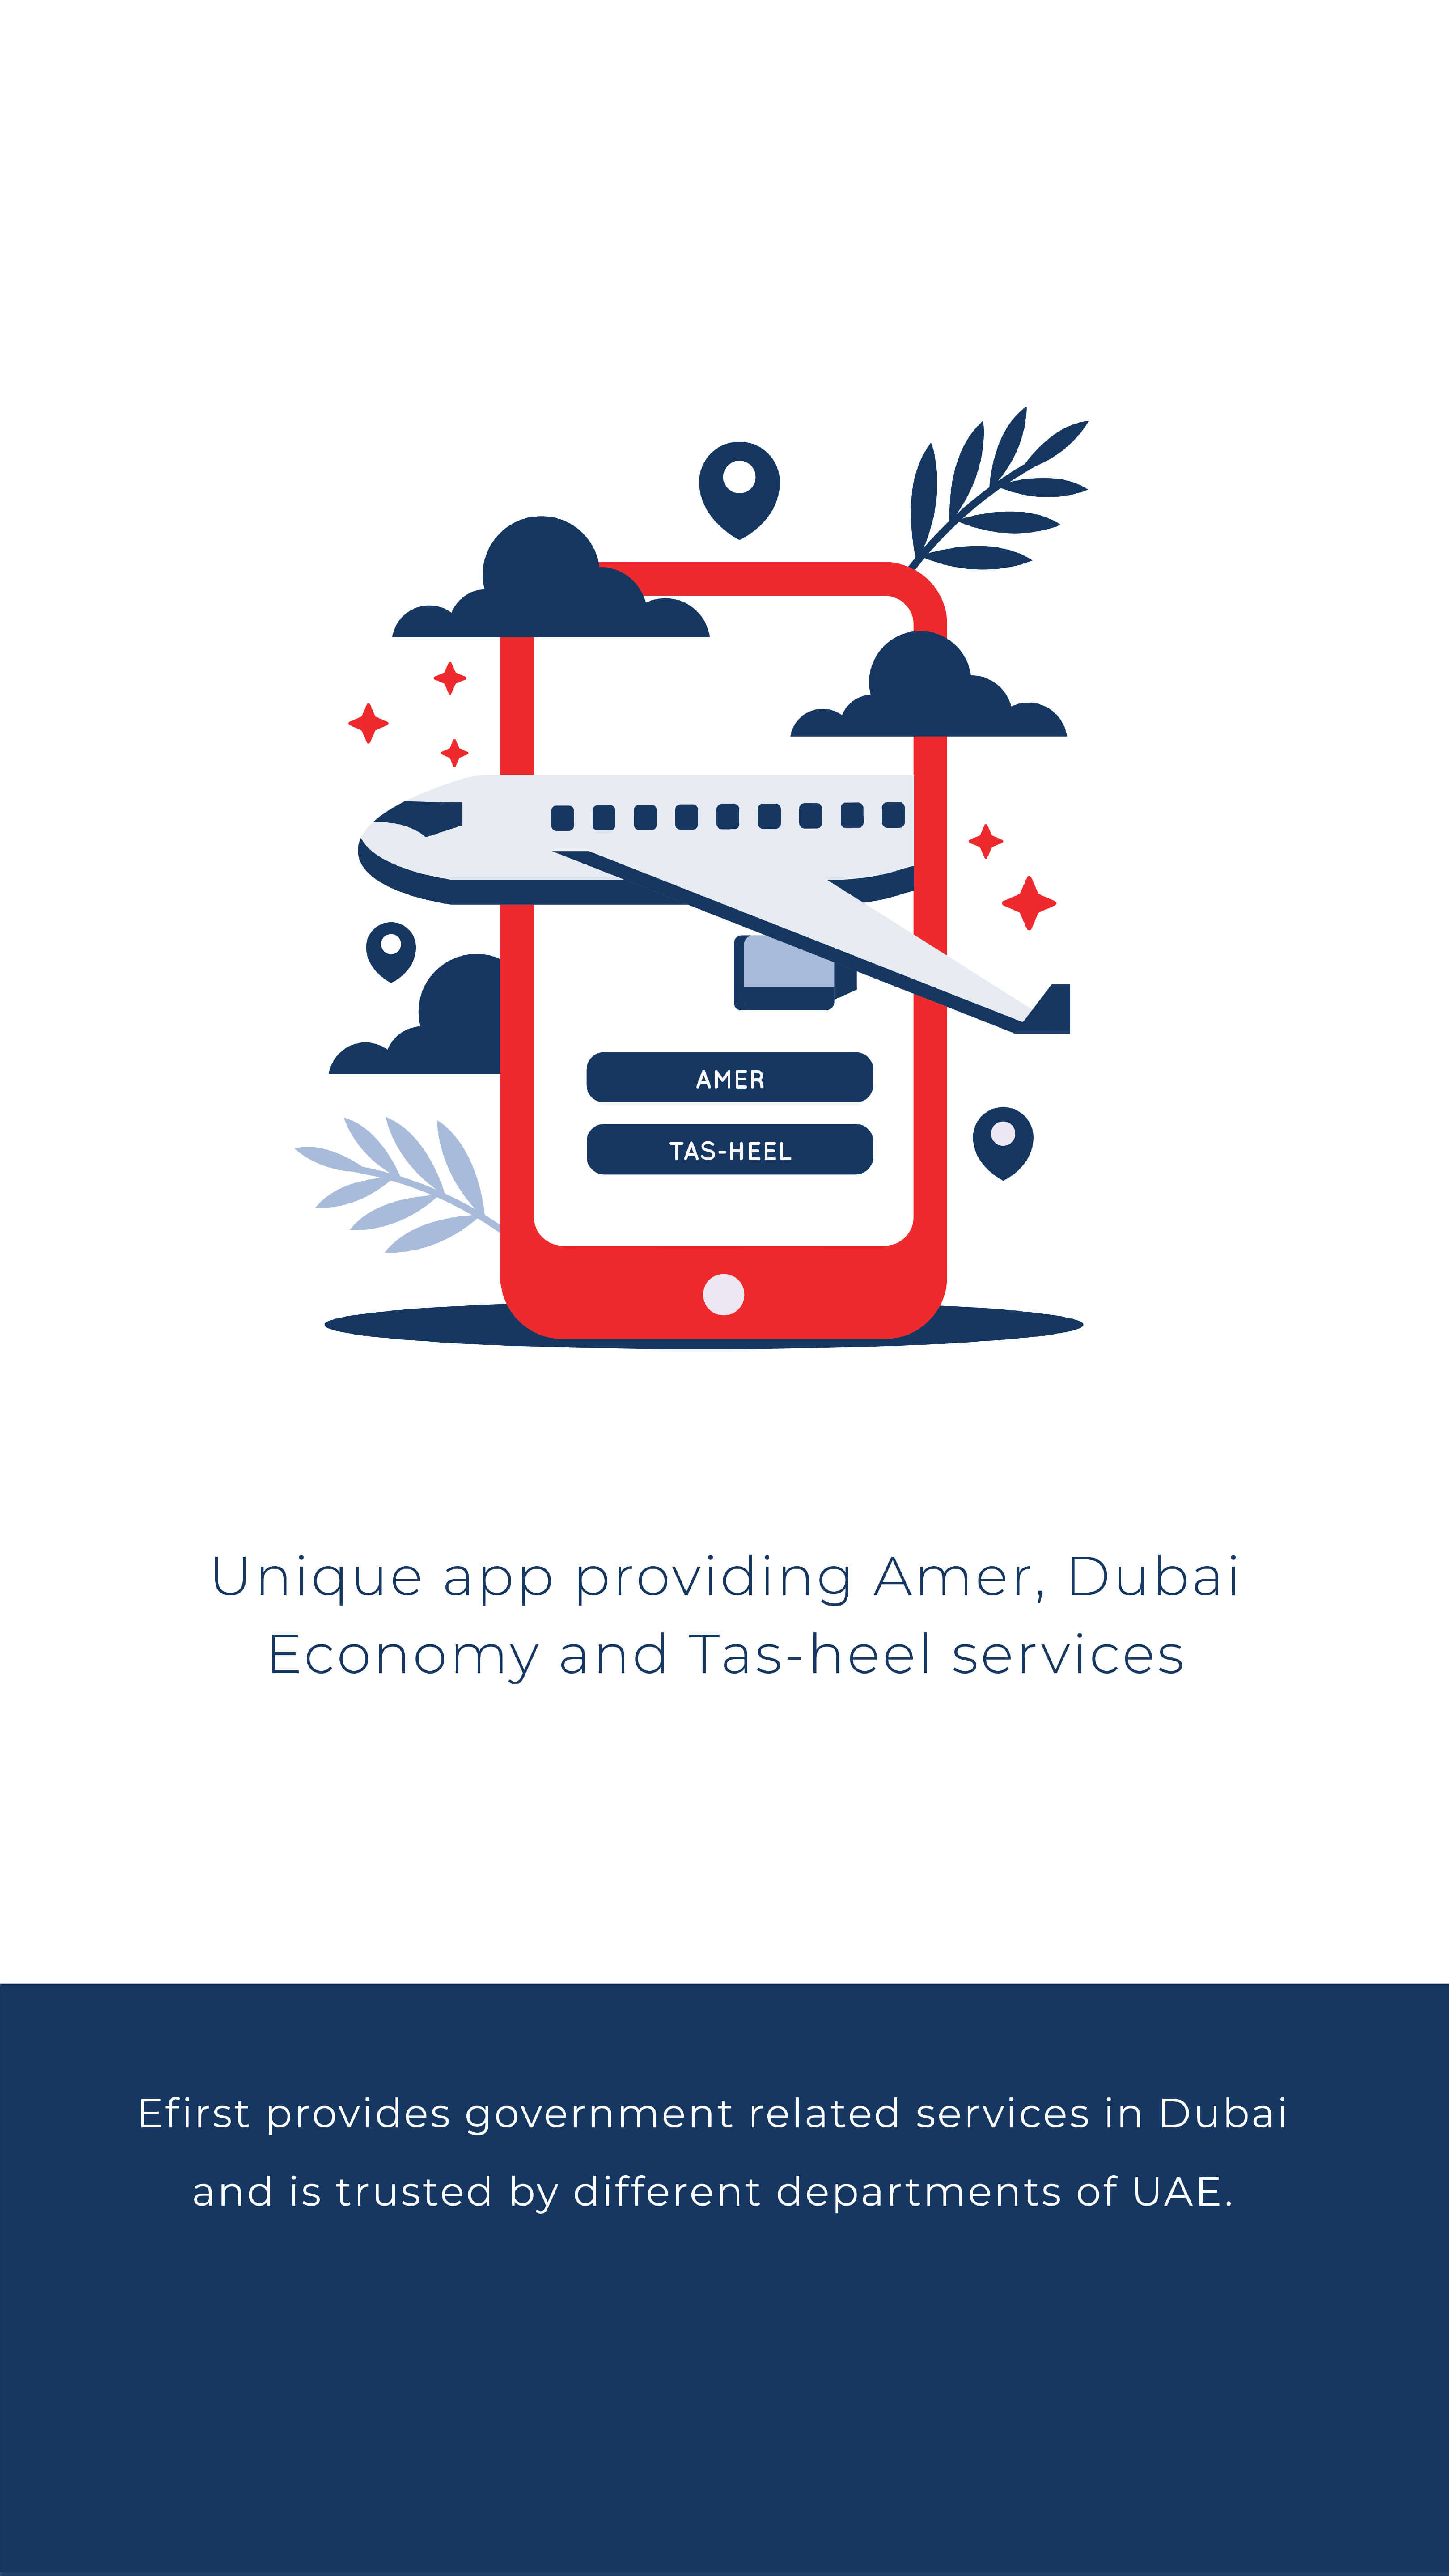 AMER
TAS-HEEL
Unique app providing Amer, Dubai
Economy and Tas-heel services
Efirst provides government related services in Dubai
and is trusted by different departments of UAE.